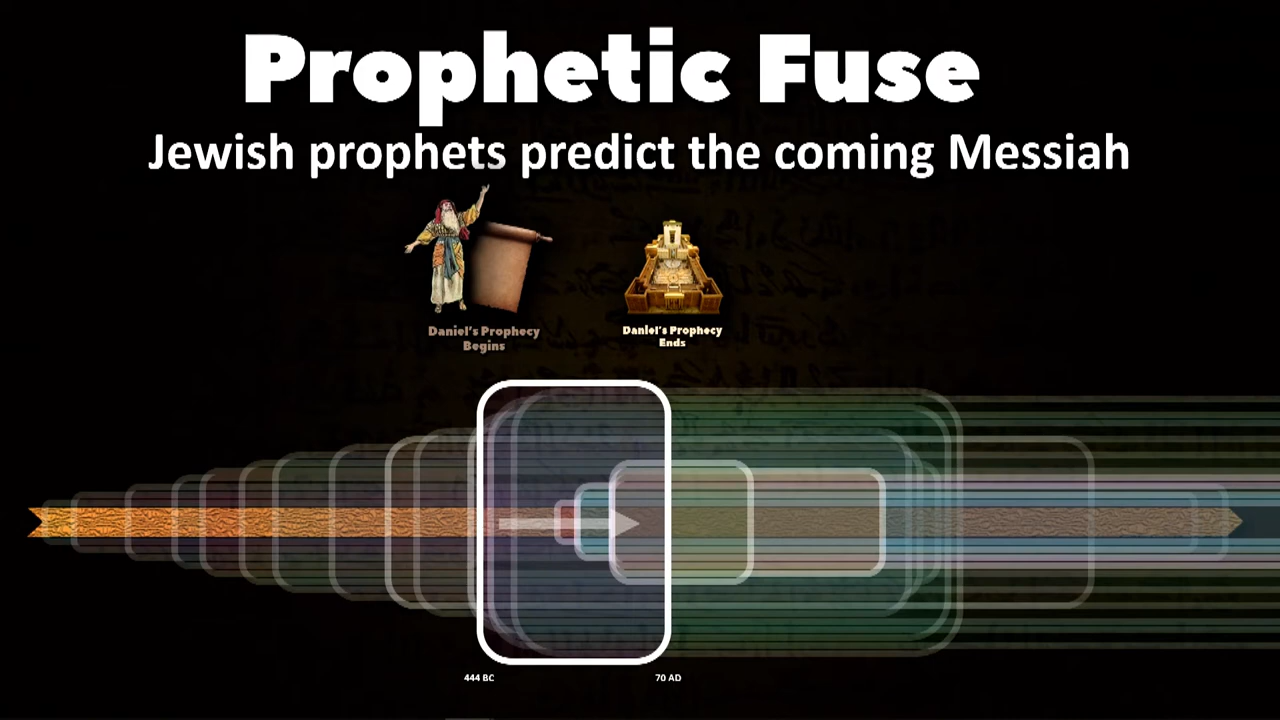 Prophetic Fuse
Jewish prophets predict the coming Messiah
Daniel's Prophecy
Begins
Daniel's Prophecy
Ends
444 BC
70 AD